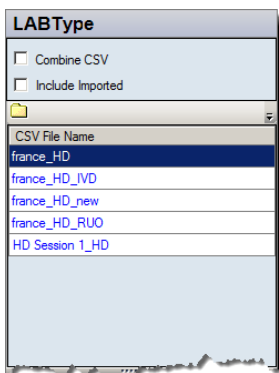 LABType
Combine CSV
Include Imported
CSV File Name
france_HD
france_HD_IVD
france_HD_new
france_HD_RUO
HD Session 1_HD